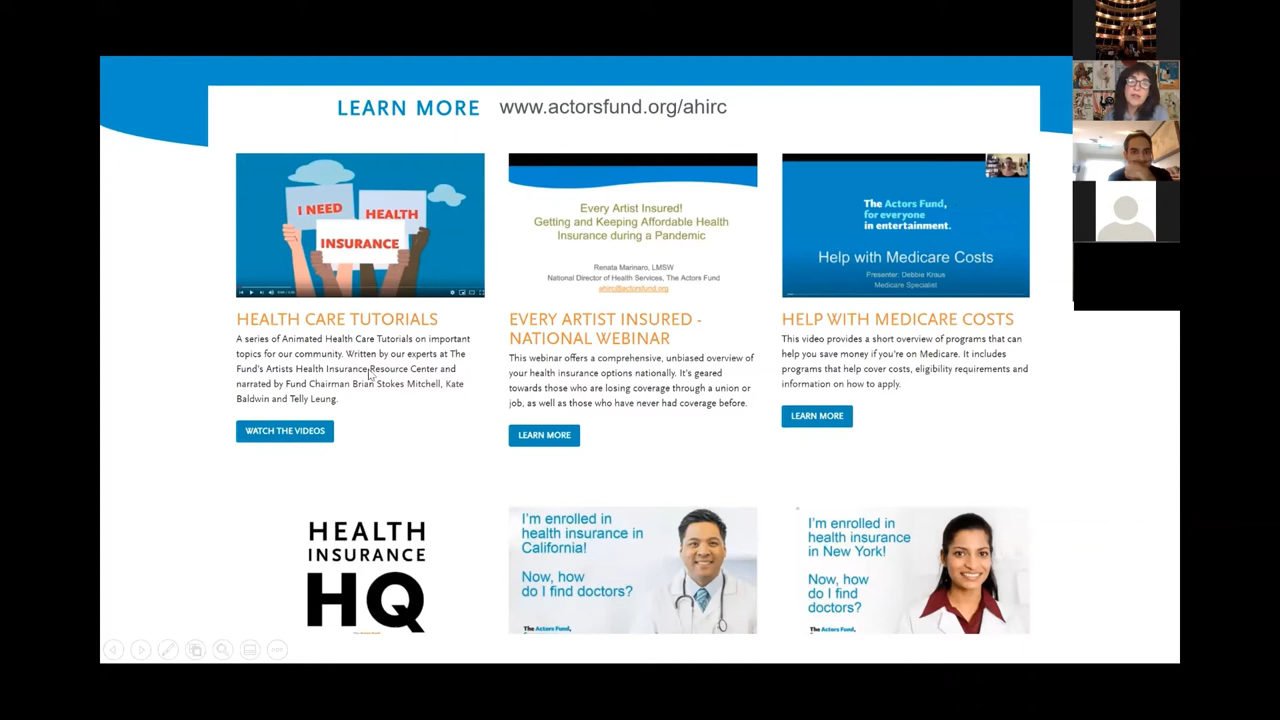 LEARN MORE www.actorsfund.org/ahirc
I NEED
HEALTH
INSURANCE
HEALTH CARE TUTORIALS
A series of Animated Health Care Tutorials on important
topics for our community. Written by our experts at The
Fund's Artists Health Insurance Resource Center and
narrated by Fund Chairman Brian Stokes Mitchell, Kate
Baldwin and Telly Leung.
WATCH THE VIDEOS
Every Artist Insured!
Getting and Keeping Affordable Health
Insurance during a Pandemic
Renata Marinaro, LMSW
National Director of Health Services, The Actors Fund
ahirc@actorsfund.org
EVERY ARTIST INSURED -
NATIONAL WEBINAR
This webinar offers a comprehensive, unbiased overview of
your health insurance options nationally. It's geared
towards those who are losing coverage through a union or
job, as well as those who have never had coverage before.
LEARN MORE
The Actors Fund,
for everyone
in entertainment.
Help with Medicare Costs
Presenter: Debbie Kraus
Medicare Specialist
HELP WITH MEDICARE COSTS
This video provides a short overview of programs that can
help you save money if you're on Medicare. It includes
programs that help cover costs, eligibility requirements and
information on how to apply.
LEARN MORE
HEALTH
INSURANCE
HQ
I'm enrolled in
health insurance in
California!
Now, how
do I find doctors?
The Actors Fund,
I'm enrolled in
health insurance
in New York!
Now, how
do I find
doctors?
The Actors Fund,